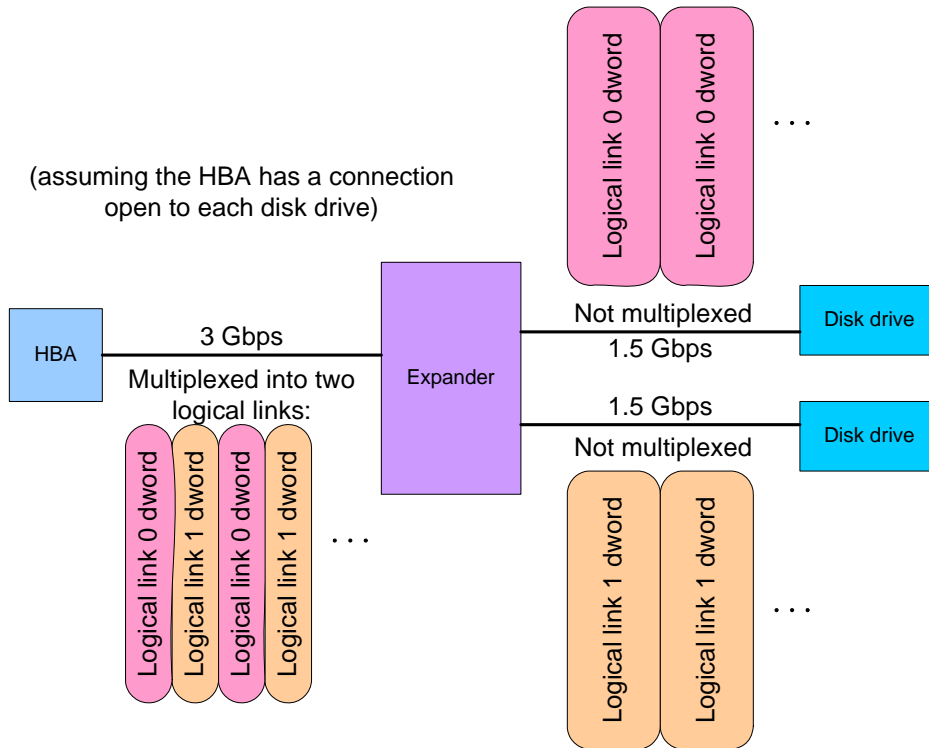 Logical link 0 dword
Logical link 0 dword
. . .
(assuming the HBA has a connection
open to each disk drive)
HBA
3 Gbps
Multiplexed into two
logical links:
Logical link 0 dword
Logical link 1 dword
Logical link 0 dword
Logical link 1 dword
. . .
Expander
Not multiplexed
1.5 Gbps
Disk drive
1.5 Gbps
Not multiplexed
Disk drive
Logical link 1 dword
Logical link 1 dword
. . .